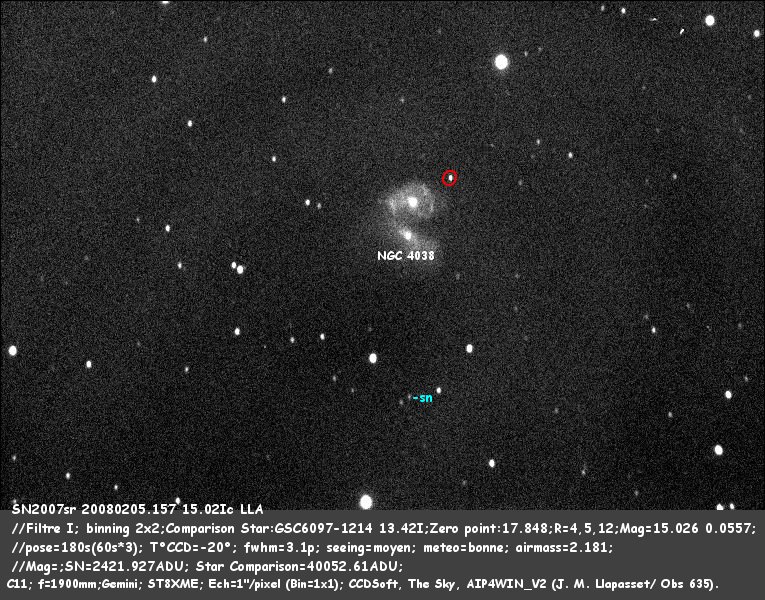 NGC 4038
-sn
SN2007sr 20080205.157 15.02Ic LLA
//Filtre I; binning 2x2;Comparison Star:GSC6097-1214 13.42I;Zero point:17.848;R=4,5,12;Mag=15.026 0.0557;
//pose=180s(60s*3); T°CCD=-20°; fwhm=3.1p; seeing=moyen; meteo=bonne; airmass=2.181;
//Mag=;SN=2421.927ADU; Star Comparison=40052.61ADU;
C11; f=1900mm;Gemini; ST8XME; Ech=1"/pixel (Bin=1x1); CCDSoft, The Sky, AIP4WIN_V2 (J. M. Llapasset/ Obs 635).